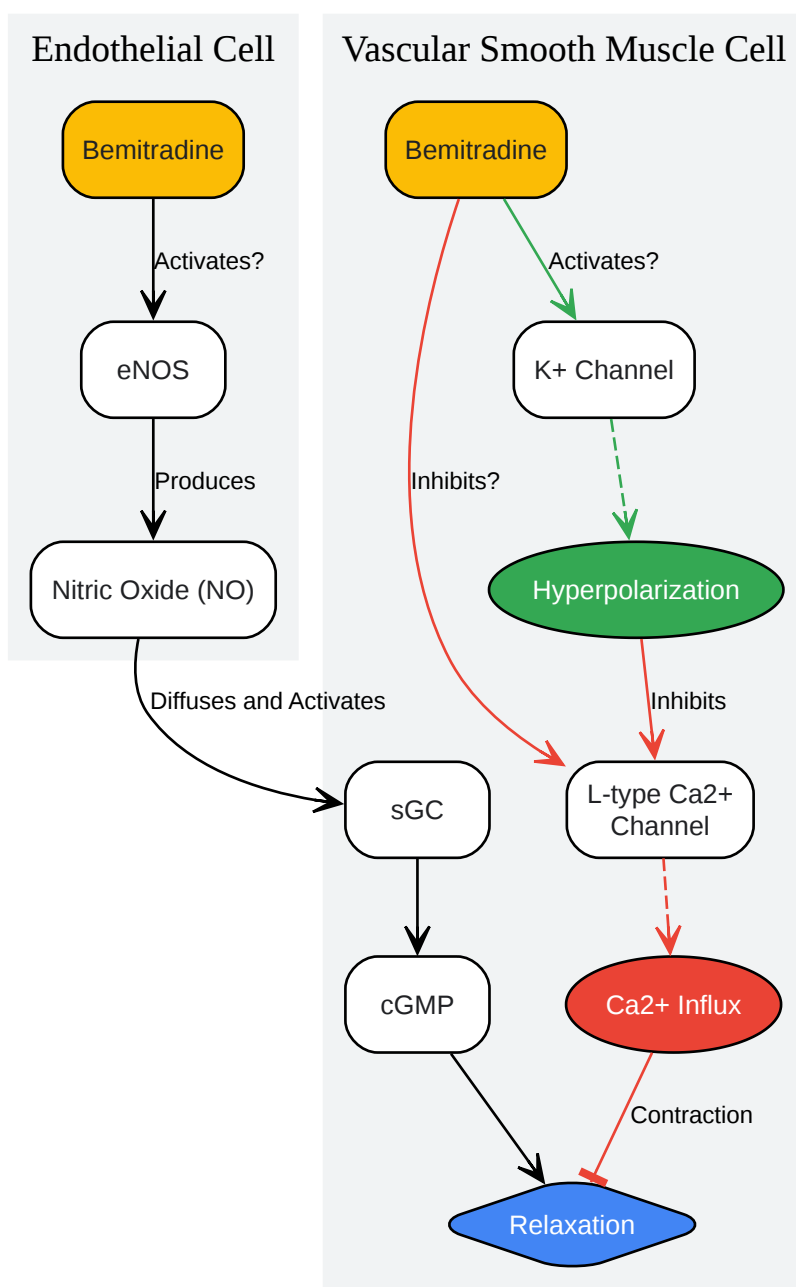 Endothelial Cell
Vascular Smooth Muscle Cell
Bemitradine
Bemitradine
Activates?
Activates?
eNOS
K+ Channel
Produces
Inhibits?
Nitric Oxide (NO)
Hyperpolarization
Diffuses and Activates
Inhibits
sGC
L-type Ca2+
Channel
cGMP
Ca2+ Influx
Contraction
Relaxation